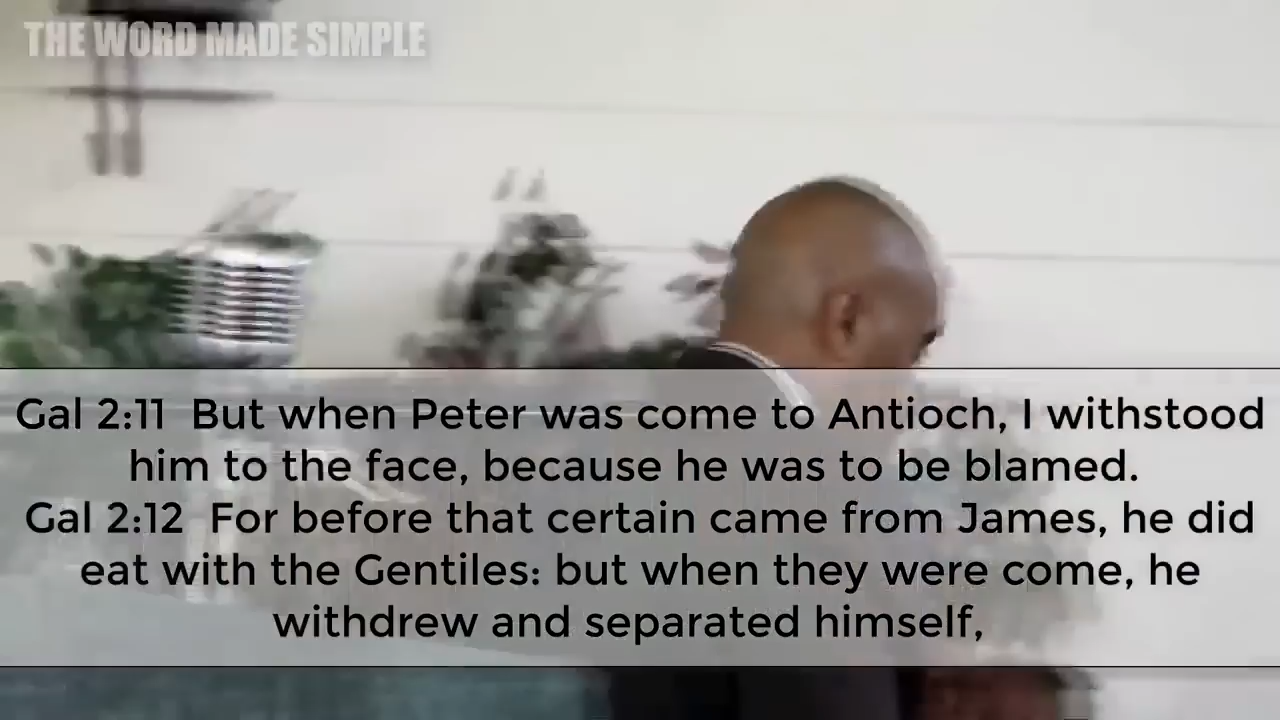 THE WORD MADE SIMPLE
Gal 2:11  But when Peter was come to Antioch, I withstood
him to the face, because he was to be blamed.
Gal 2:12  For before that certain came from James, he did
eat with the Gentiles: but when they were come, he
withdrew and separated himself,